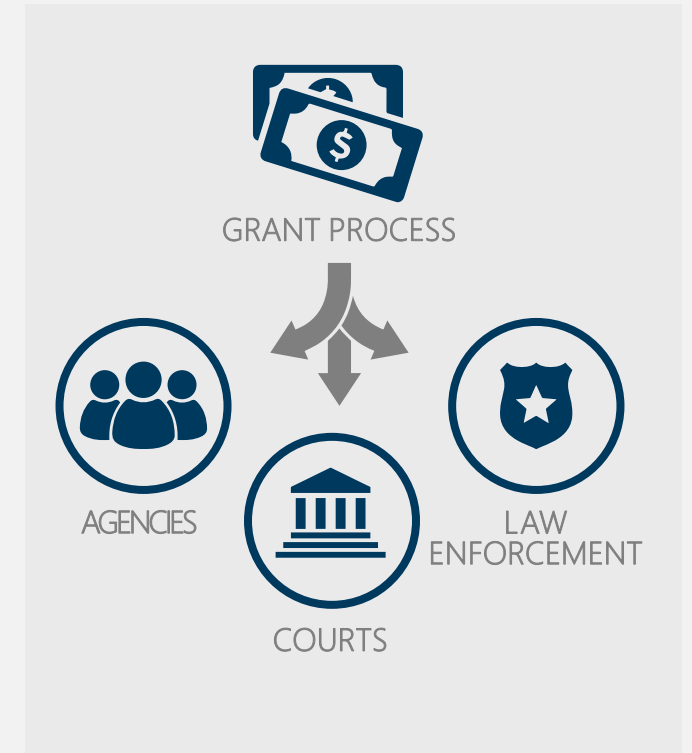 $
$
GRANT PROCESS
AGENCIES
LAW
ENFORCEMENT
COURTS